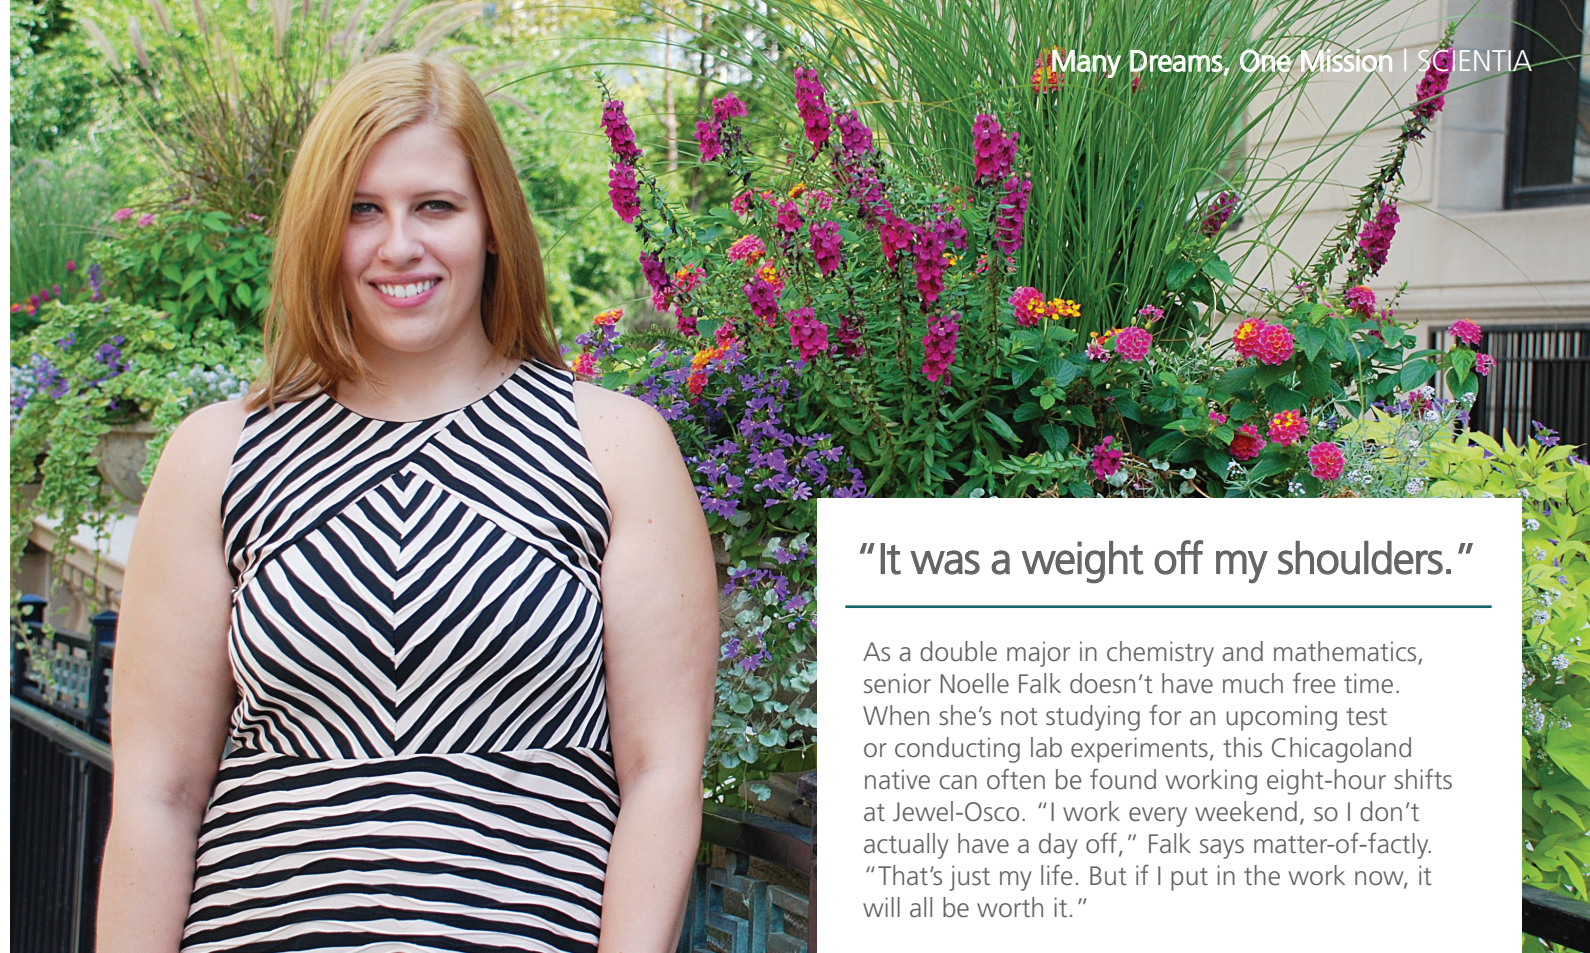 Many Dreams, One Mission | SCIENTIA
“It was a weight off my shoulders.”
As a double major in chemistry and mathematics,
senior Noelle Falk doesn’t have much free time.
When she’s not studying for an upcoming test
or conducting lab experiments, this Chicagoland
native can often be found working eight-hour shifts
at Jewel-Osco. “I work every weekend, so I don’t
actually have a day off,” Falk says matter-of-factly.
“That’s just my life. But if I put in the work now, it
will all be worth it.”